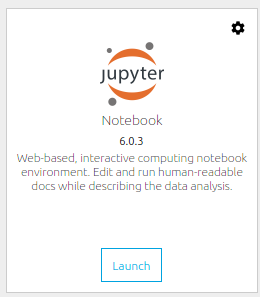 jupyter
Notebook
6.0.3
Web-based, interactive computing notebook
environment. Edit and run human-readable
docs while describing the data analysis.
Launch